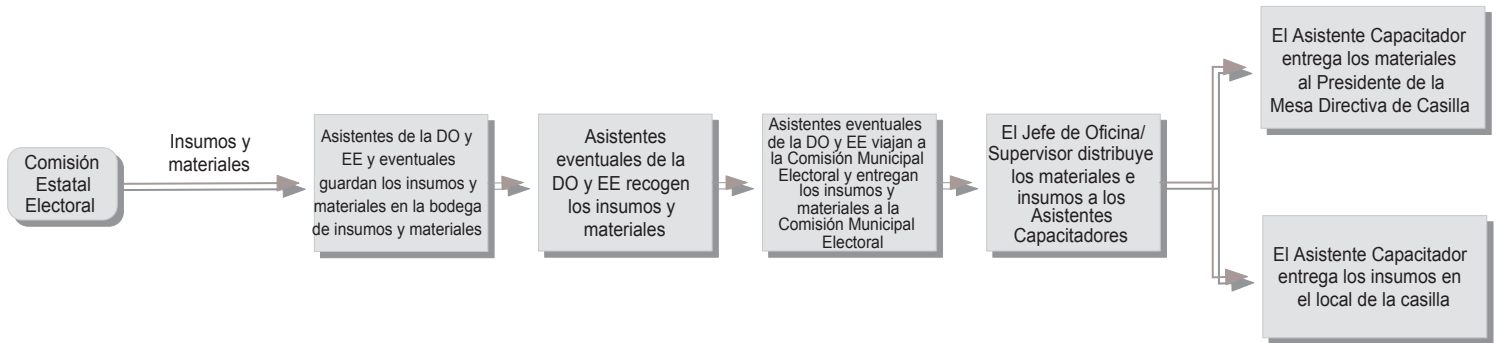 Comisión
Estatal
Electoral
Insumos y
materiales
Asistentes de la DO y
EE y eventuales
guardan los insumos y
materiales en la bodega
de insumos y materiales
Asistentes
eventuales de la
DO y EE recogen
los insumos y
materiales
Asistentes eventuales
de la DO y EE viajan a
la Comisión Municipal
Electoral y entregan
los insumos y
materiales a la
Comisión Municipal
Electoral
El Jefe de Oficina/
Supervisor distribuye
los materiales e
insumos a los
Asistentes
Capacitadores
El Asistente Capacitador
entrega los materiales
al Presidente de la
Mesa Directiva de Casilla
El Asistente Capacitador
entrega los insumos en
el local de la casilla